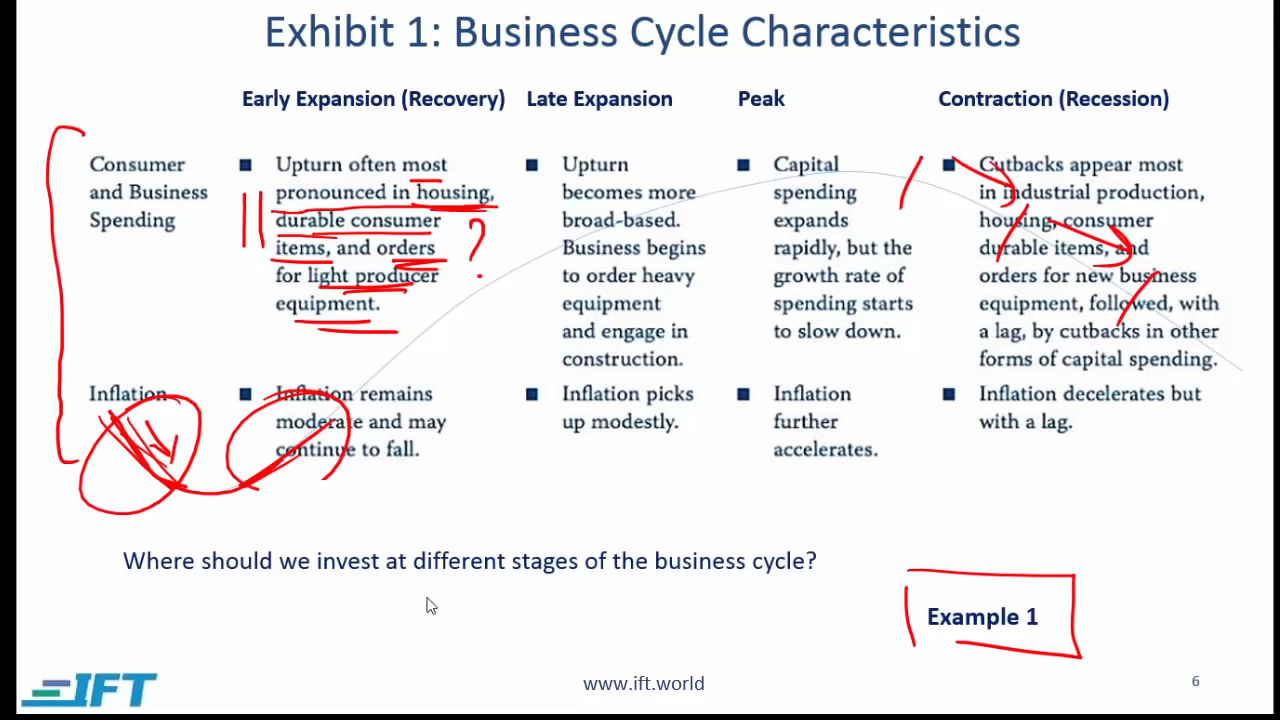 Exhibit 1: Business Cycle Characteristics
Early Expansion (Recovery)
Late Expansion
Peak
Contraction (Recession)
Consumer
and Business
Spending
■ Upturn often most
pronounced in housing,
durable consumer
items, and orders
for light producer
equipment.
?
■ Upturn
becomes more
broad-based.
Business begins
to order heavy
equipment
and engage in
construction.
■ Capital
spending
expands
rapidly, but the
growth rate of
spending starts
to slow down.
■ Cutbacks appear most
in industrial production,
housing, consumer
durable items, and
orders for new business
equipment, followed, with
a lag, by cutbacks in other
forms of capital spending.
Inflation
■ Inflation remains
moderate and may
continue to fall.
■ Inflation picks
up modestly.
■ Inflation
further
accelerates.
■ Inflation decelerates but
with a lag.
Where should we invest at different stages of the business cycle?
Example 1
IFT
www.ift.world
6